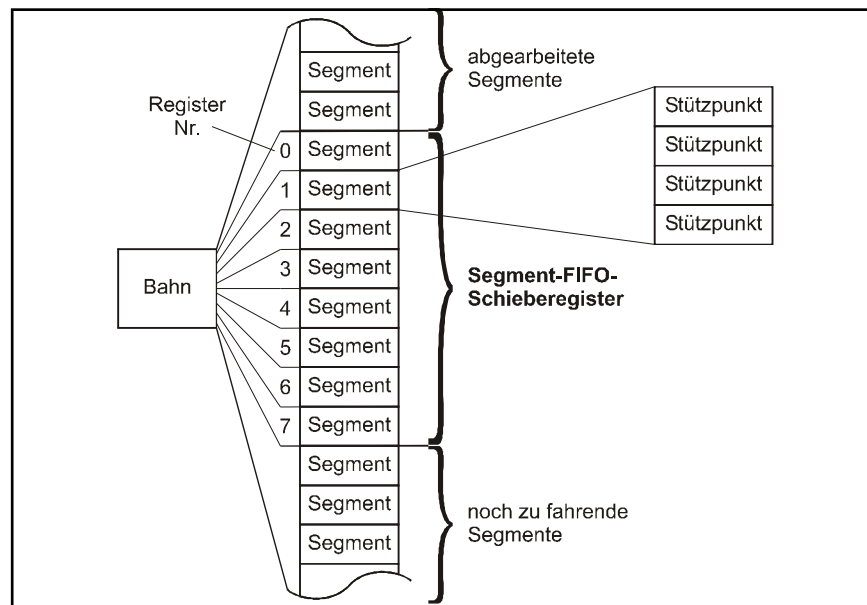 abgearbeitete
Segmente
Segment
Segment
Register
Nr.
0 Segment
1 Segment
2 Segment
3 Segment
4 Segment
5 Segment
6 Segment
7 Segment
Segment
Segment
Segment
Bahn
Segment-FIFO-
Schieberegister
Stützpunkt
Stützpunkt
Stützpunkt
Stützpunkt
noch zu fahrende
Segmente